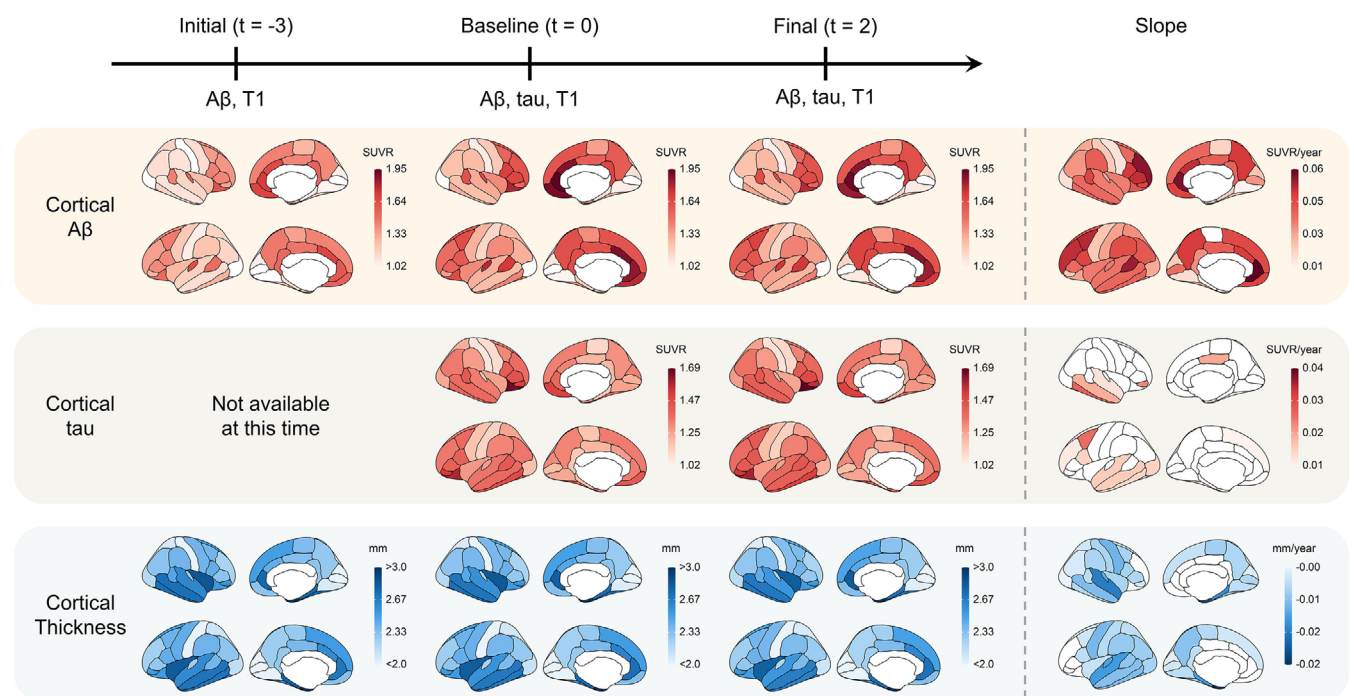 Initial (t = -3)
Baseline (t = 0)
Final (t = 2)
Slope
Aβ, T1
Aβ, tau, T1
Aβ, tau, T1
Cortical
Aβ
SUVR
1.95
1.64
1.33
1.02
SUVR
1.95
1.64
1.33
1.02
SUVR
1.95
1.64
1.33
1.02
SUVR/year
0.06
0.05
0.03
0.01
Cortical
tau
Not available
at this time
SUVR
1.69
1.47
1.25
1.02
SUVR
1.69
1.47
1.25
1.02
SUVR/year
0.04
0.03
0.02
0.01
Cortical
Thickness
mm
>3.0
2.67
2.33
<2.0
mm
>3.0
2.67
2.33
<2.0
mm
>3.0
2.67
2.33
<2.0
mm/year
-0.00
-0.01
-0.02
-0.02